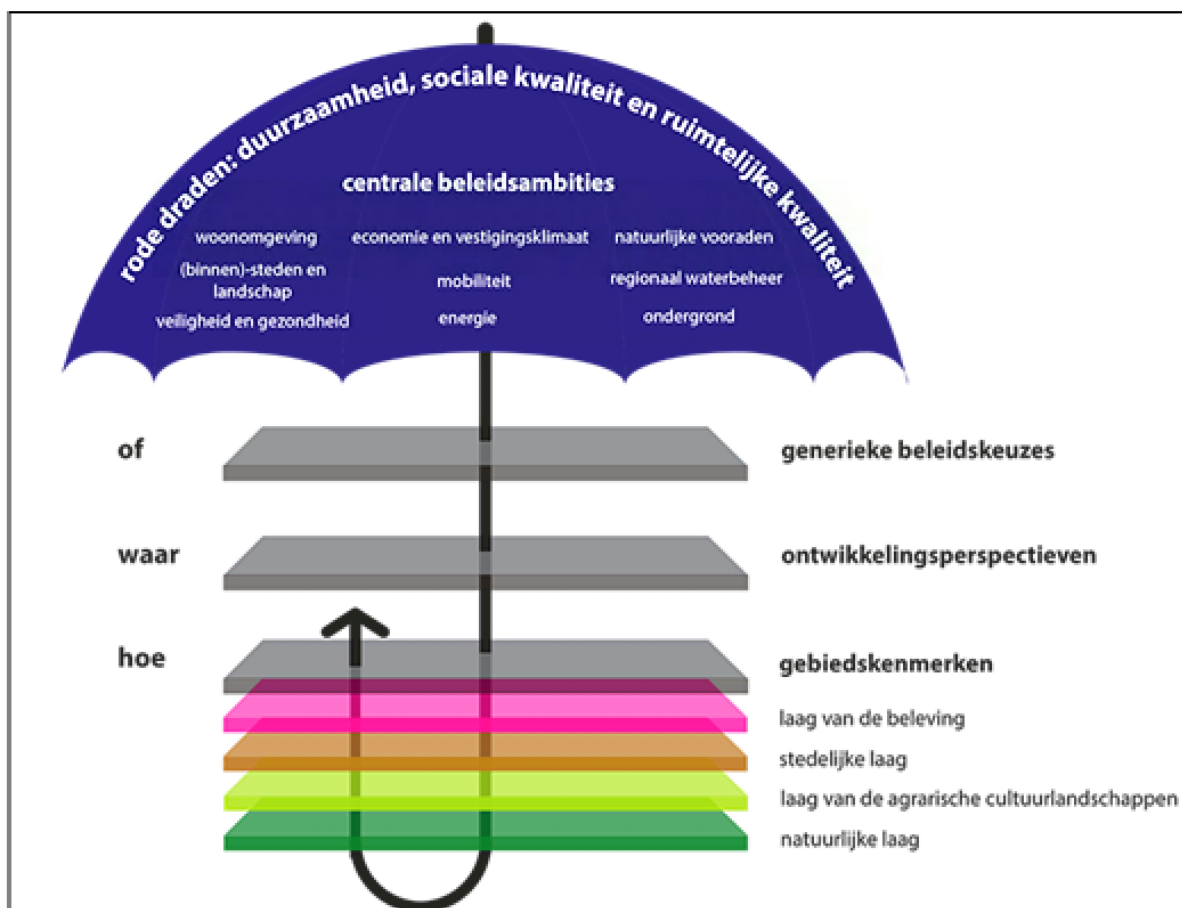 rode draden: duurzaamheid, sociale kwaliteit en ruimtelijke kwaliteit
centrale beleidsambities
woonomgeving
economie en vestigingsklimaat
natuurlijke vooraden
(binnen)-steden en
landschap
mobiliteit
regionaal waterbeheer
veiligheid en gezondheid
energie
ondergrond
of
generieke beleidskeuzes
waar
ontwikkelingsperspectieven
hoe
gebiedskenmerken
laag van de beleving
stedelijke laag
laag van de agrarische cultuurlandschappen
natuurlijke laag